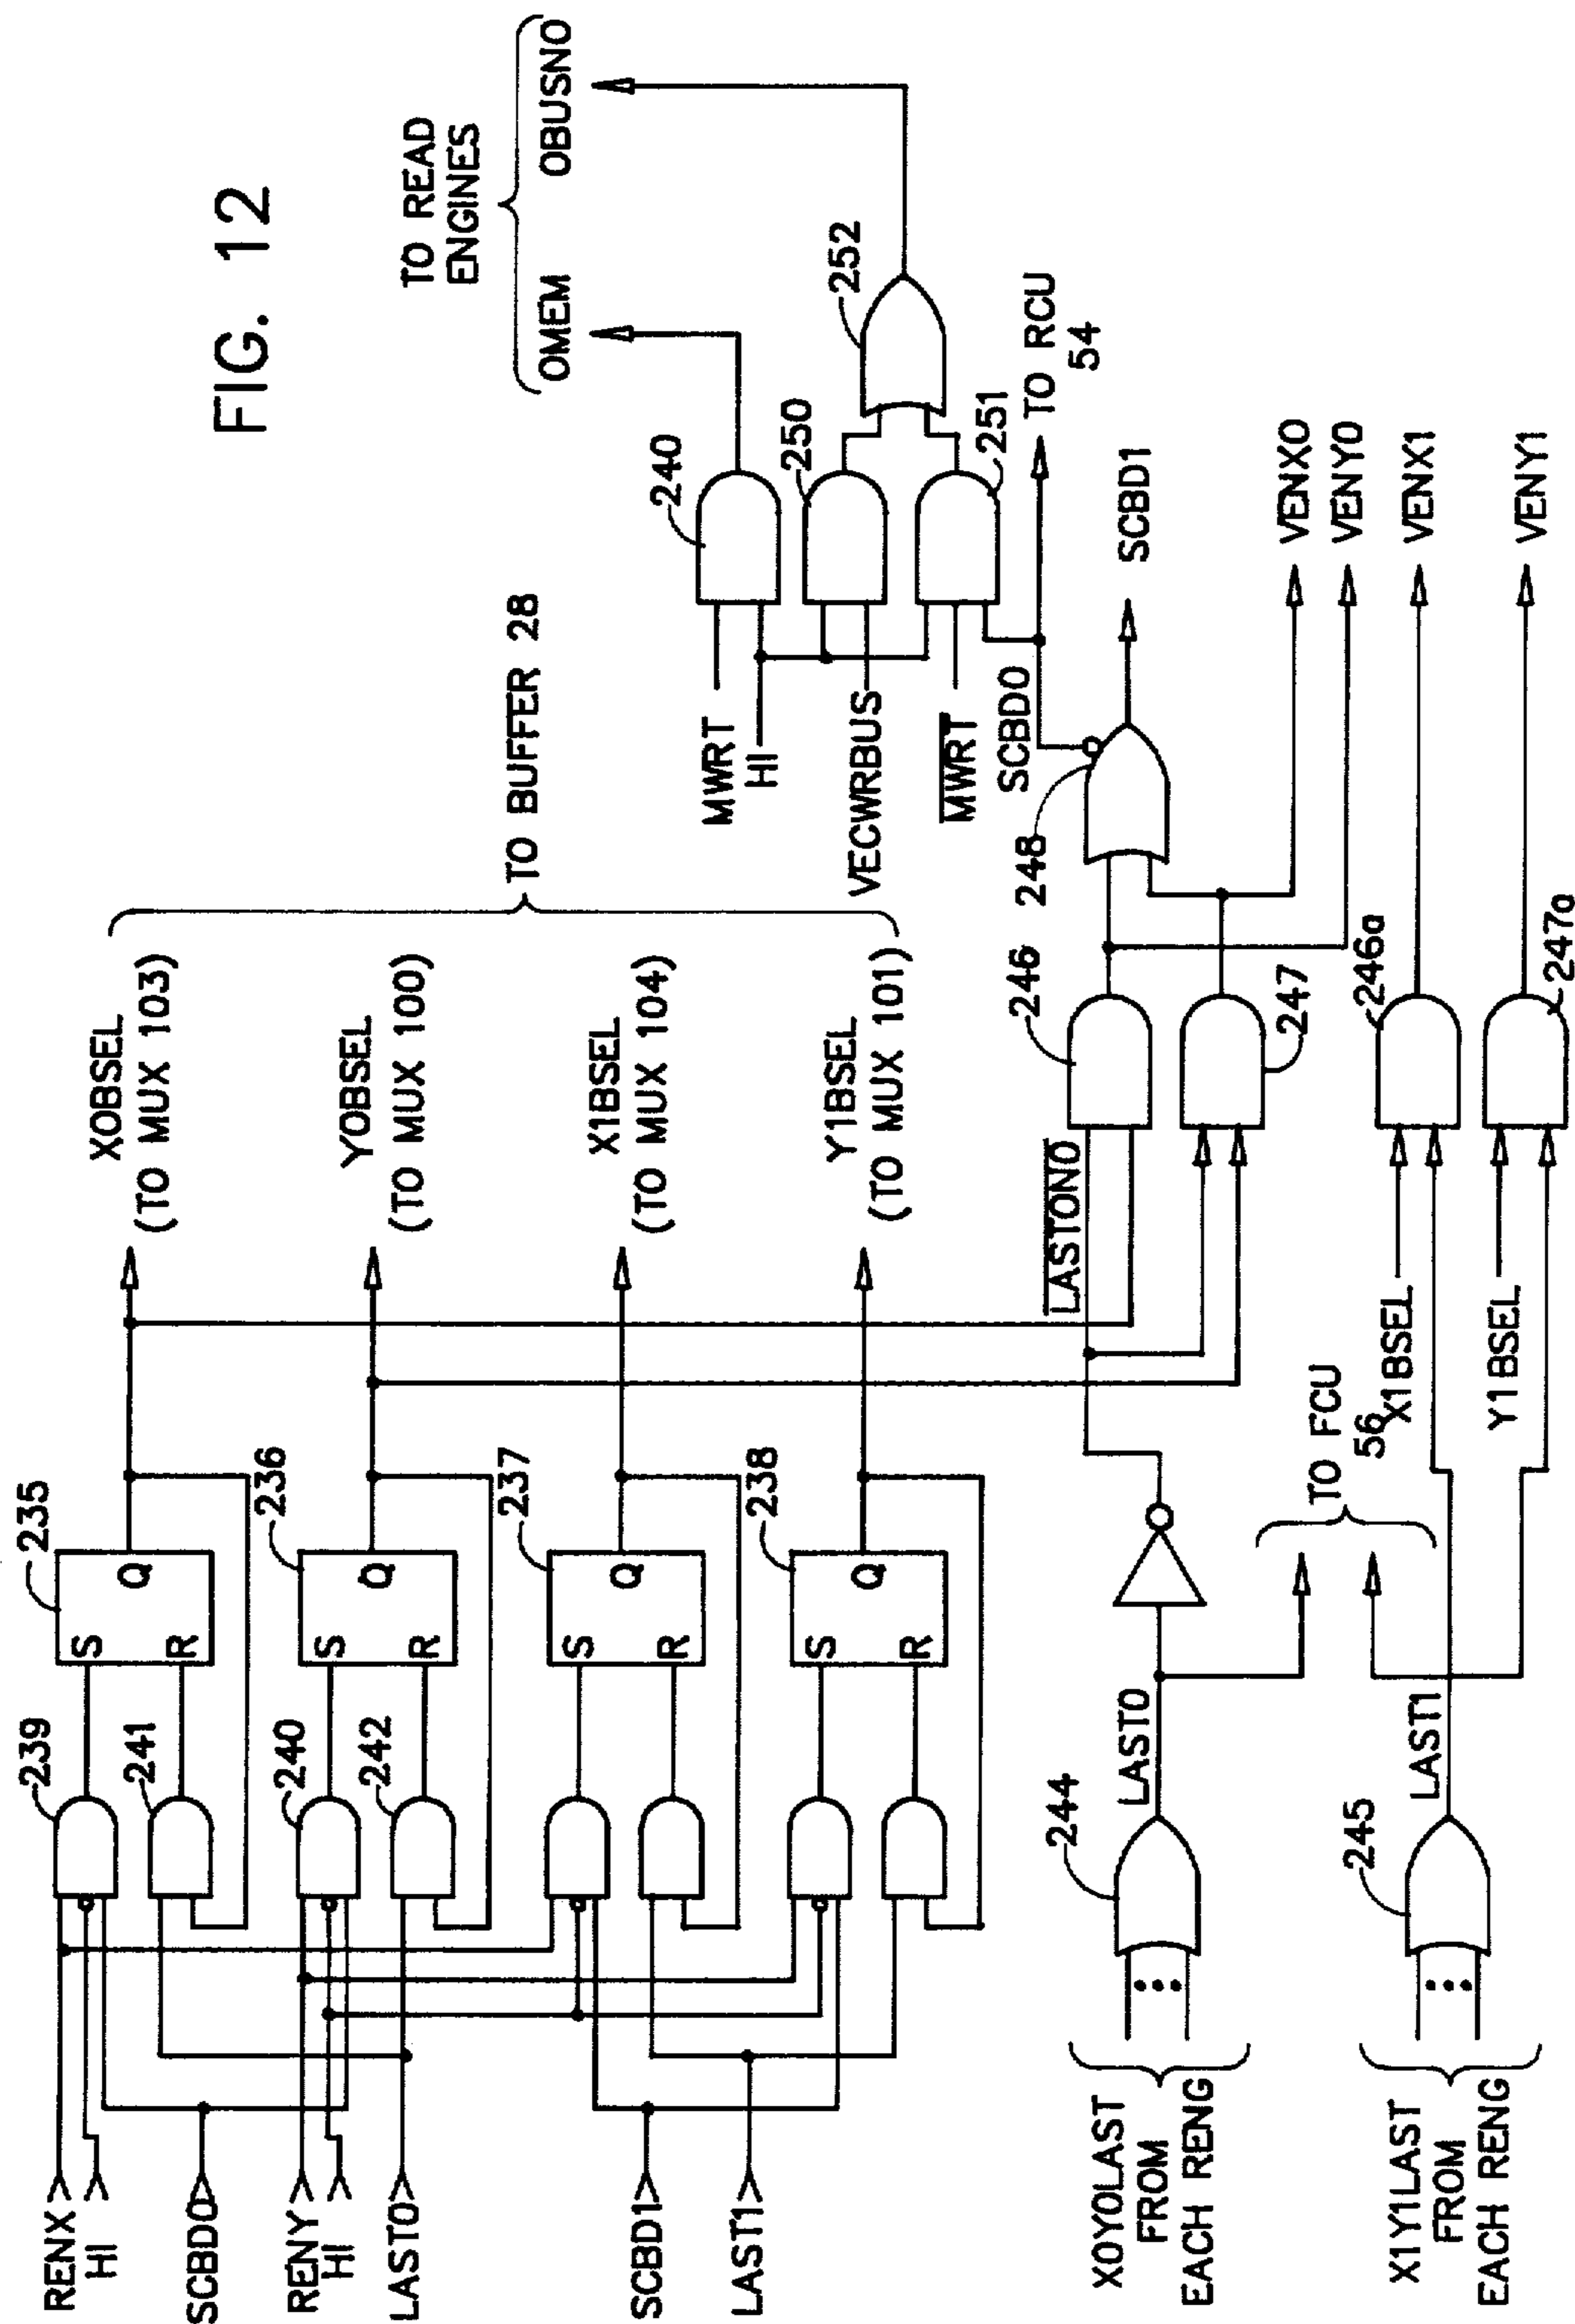 FIG. 12
TO READ
ENGINES
OMEM
OBUSNO
RENX
HI
SCBD0
RENY
HI
LAST0
SCBD1
LAST1
239
241
240
242
235
236
237
238
S
R
Q
S
R
Q
S
R
Q
S
R
Q
X0BSEL
(TO MUX 103)
Y0BSEL
(TO MUX 100)
X1BSEL
(TO MUX 104)
Y1BSEL
(TO MUX 101)
TO BUFFER 28
MWRT
HI
VECWRBUS
MWRT
240
250
251
252
TO RCU
54
SCBD0
248
SCBD1
X0Y0LAST
FROM
EACH RENG
244
LAST0
LASTON0
246
247
VENX0
VENY0
TO FCU
56
X1Y1LAST
FROM
EACH RENG
245
LAST1
X1BSEL
Y1BSEL
246a
247a
VENX1
VENY1